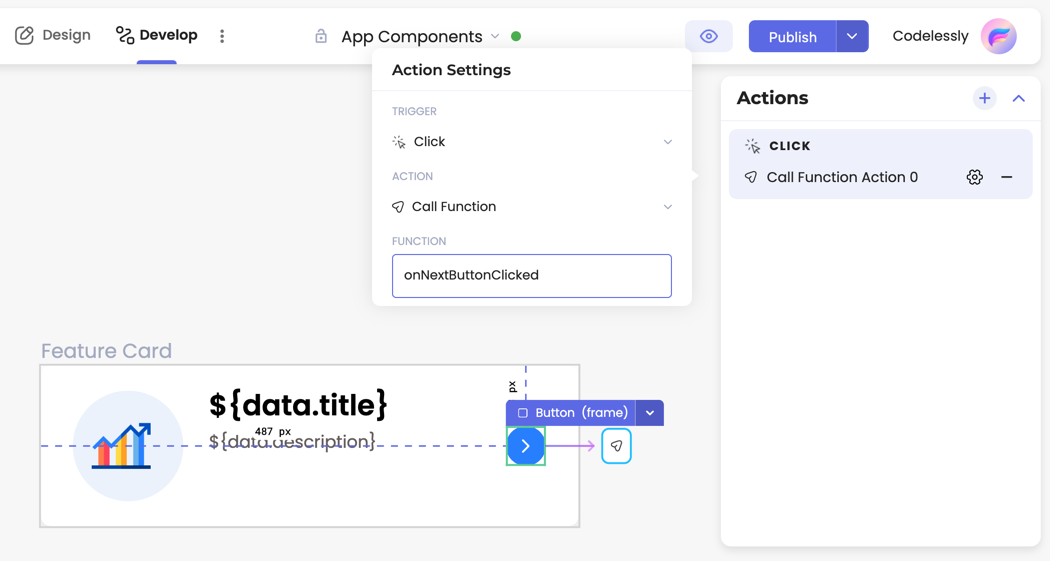 Design
Develop
App Components
Publish
Codelessly
Action Settings
TRIGGER
Click
ACTION
Call Function
FUNCTION
onNextButtonClicked
Actions
CLICK
Call Function Action 0
Feature Card
${data.title}
487 px
${data.description}
px
Button (frame)